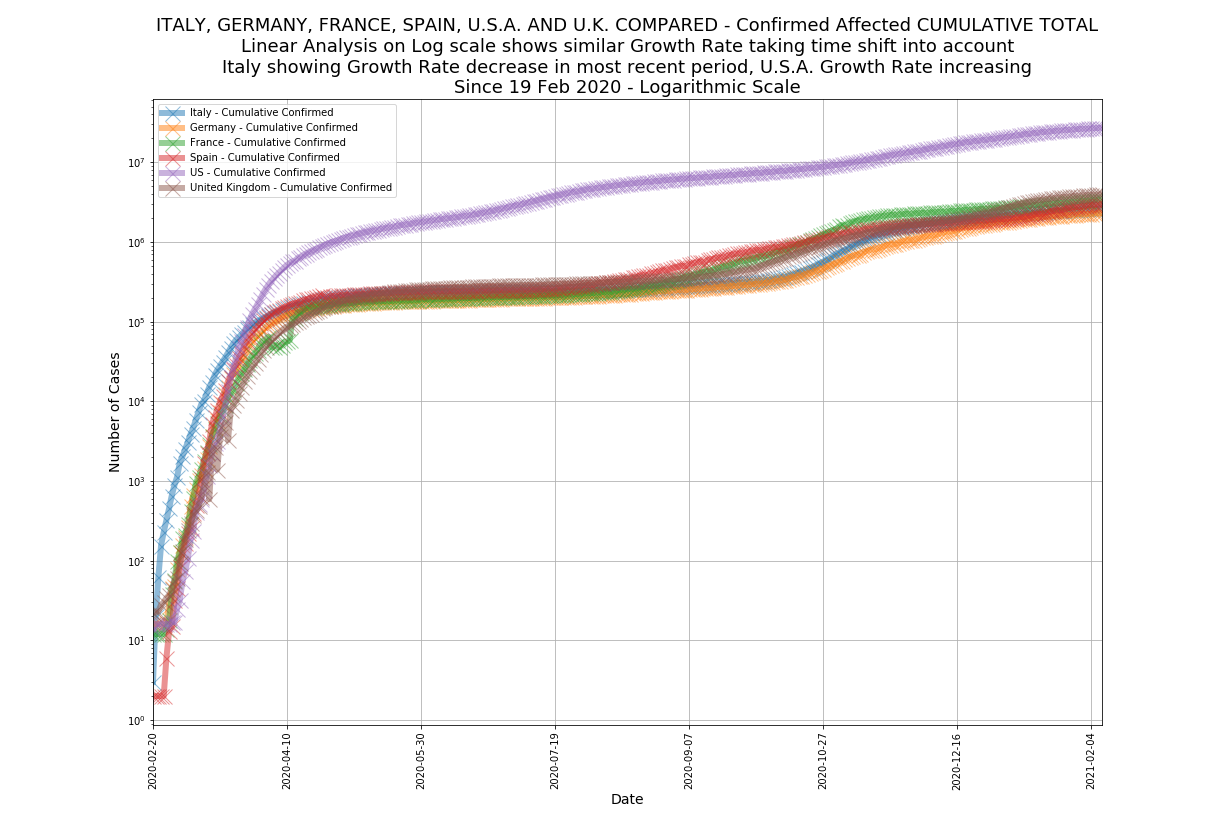 ITALY, GERMANY, FRANCE, SPAIN, U.S.A. AND U.K. COMPARED - Confirmed Affected CUMULATIVE TOTAL
Linear Analysis on Log scale shows similar Growth Rate taking time shift into account
Italy showing Growth Rate decrease in most recent period, U.S.A. Growth Rate increasing
Since 19 Feb 2020 - Logarithmic Scale
Italy - Cumulative Confirmed
Germany - Cumulative Confirmed
France - Cumulative Confirmed
Spain - Cumulative Confirmed
US - Cumulative Confirmed
United Kingdom - Cumulative Confirmed
Number of Cases
10⁷
10⁶
10⁵
10⁴
10³
10²
10¹
10⁰
2020-02-20
2020-04-10
2020-05-30
2020-07-19
2020-09-07
2020-10-27
2020-12-16
2021-02-04
Date